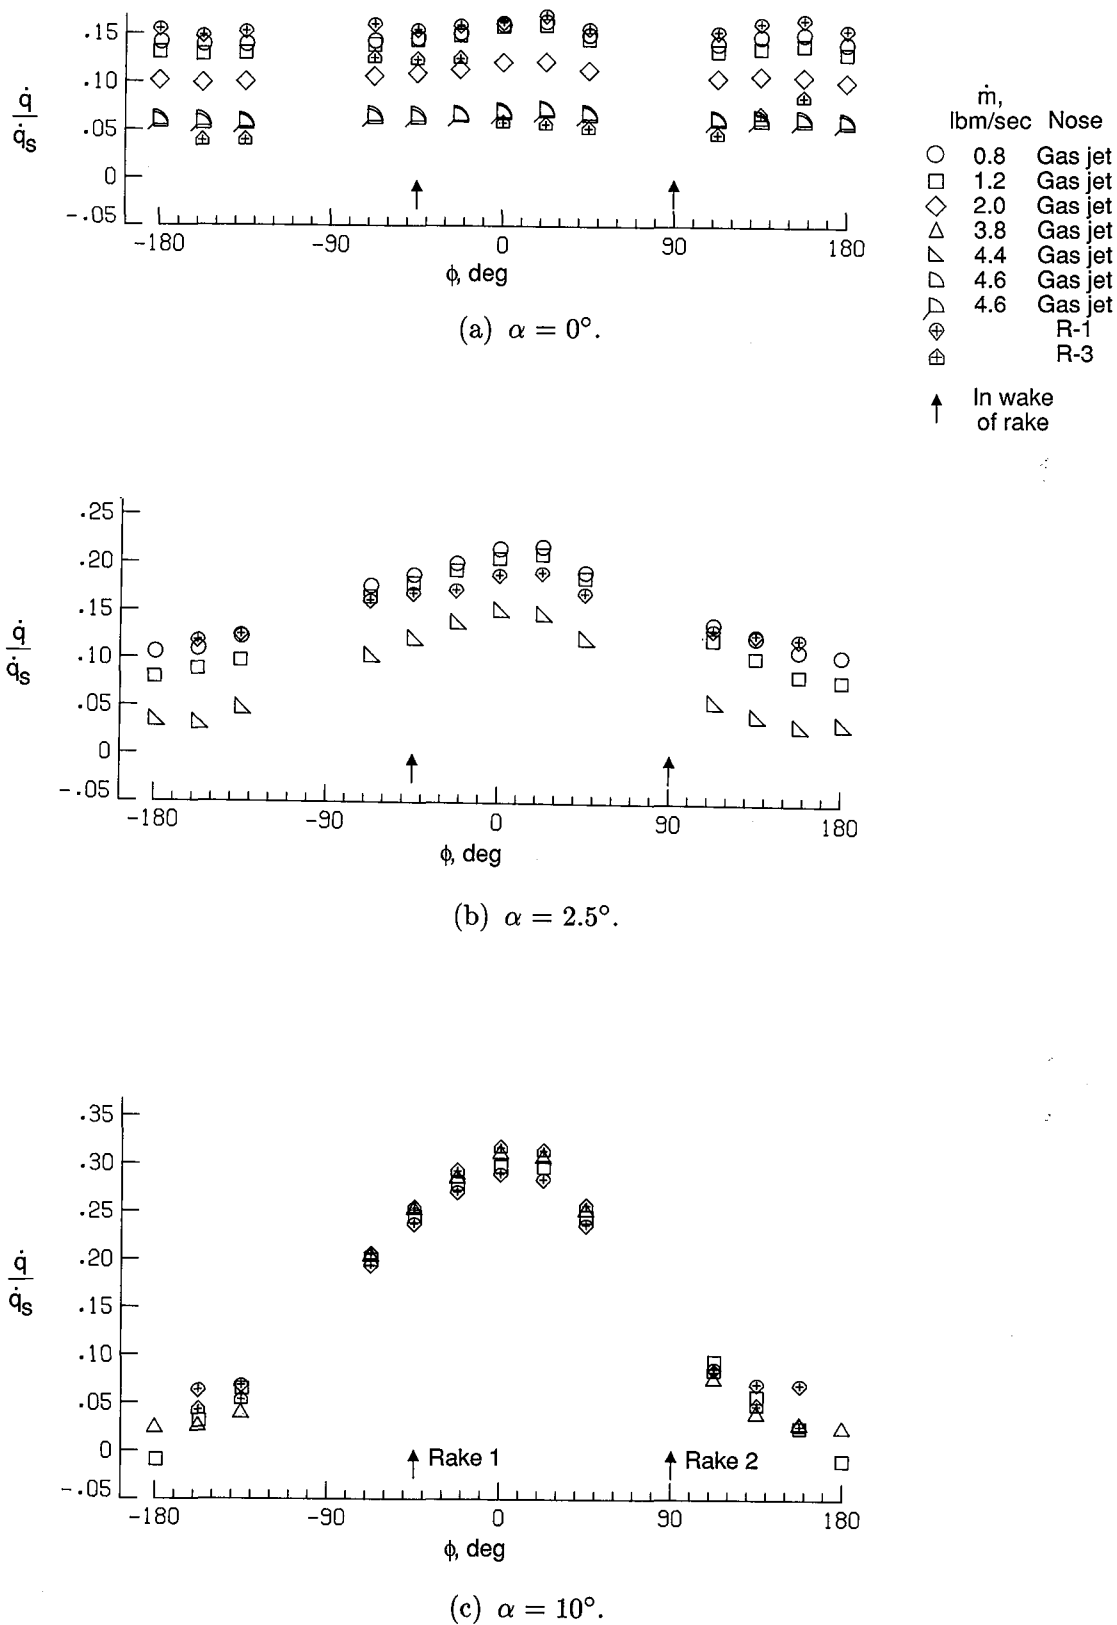 .15
.10
.05
0
-.05
q̇
q̇s
-180 -90 0 90 180
ϕ, deg
(a) α = 0°.
ṁ,
lbm/sec Nose
0.8 Gas jet
1.2 Gas jet
2.0 Gas jet
3.8 Gas jet
4.4 Gas jet
4.6 Gas jet
4.6 Gas jet
R-1
R-3
In wake
of rake
.25
.20
.15
.10
.05
0
-.05
q̇
q̇s
-180 -90 0 90 180
ϕ, deg
(b) α = 2.5°.
.35
.30
.25
.20
.15
.10
.05
0
-.05
q̇
q̇s
Rake 1 Rake 2
-180 -90 0 90 180
ϕ, deg
(c) α = 10°.